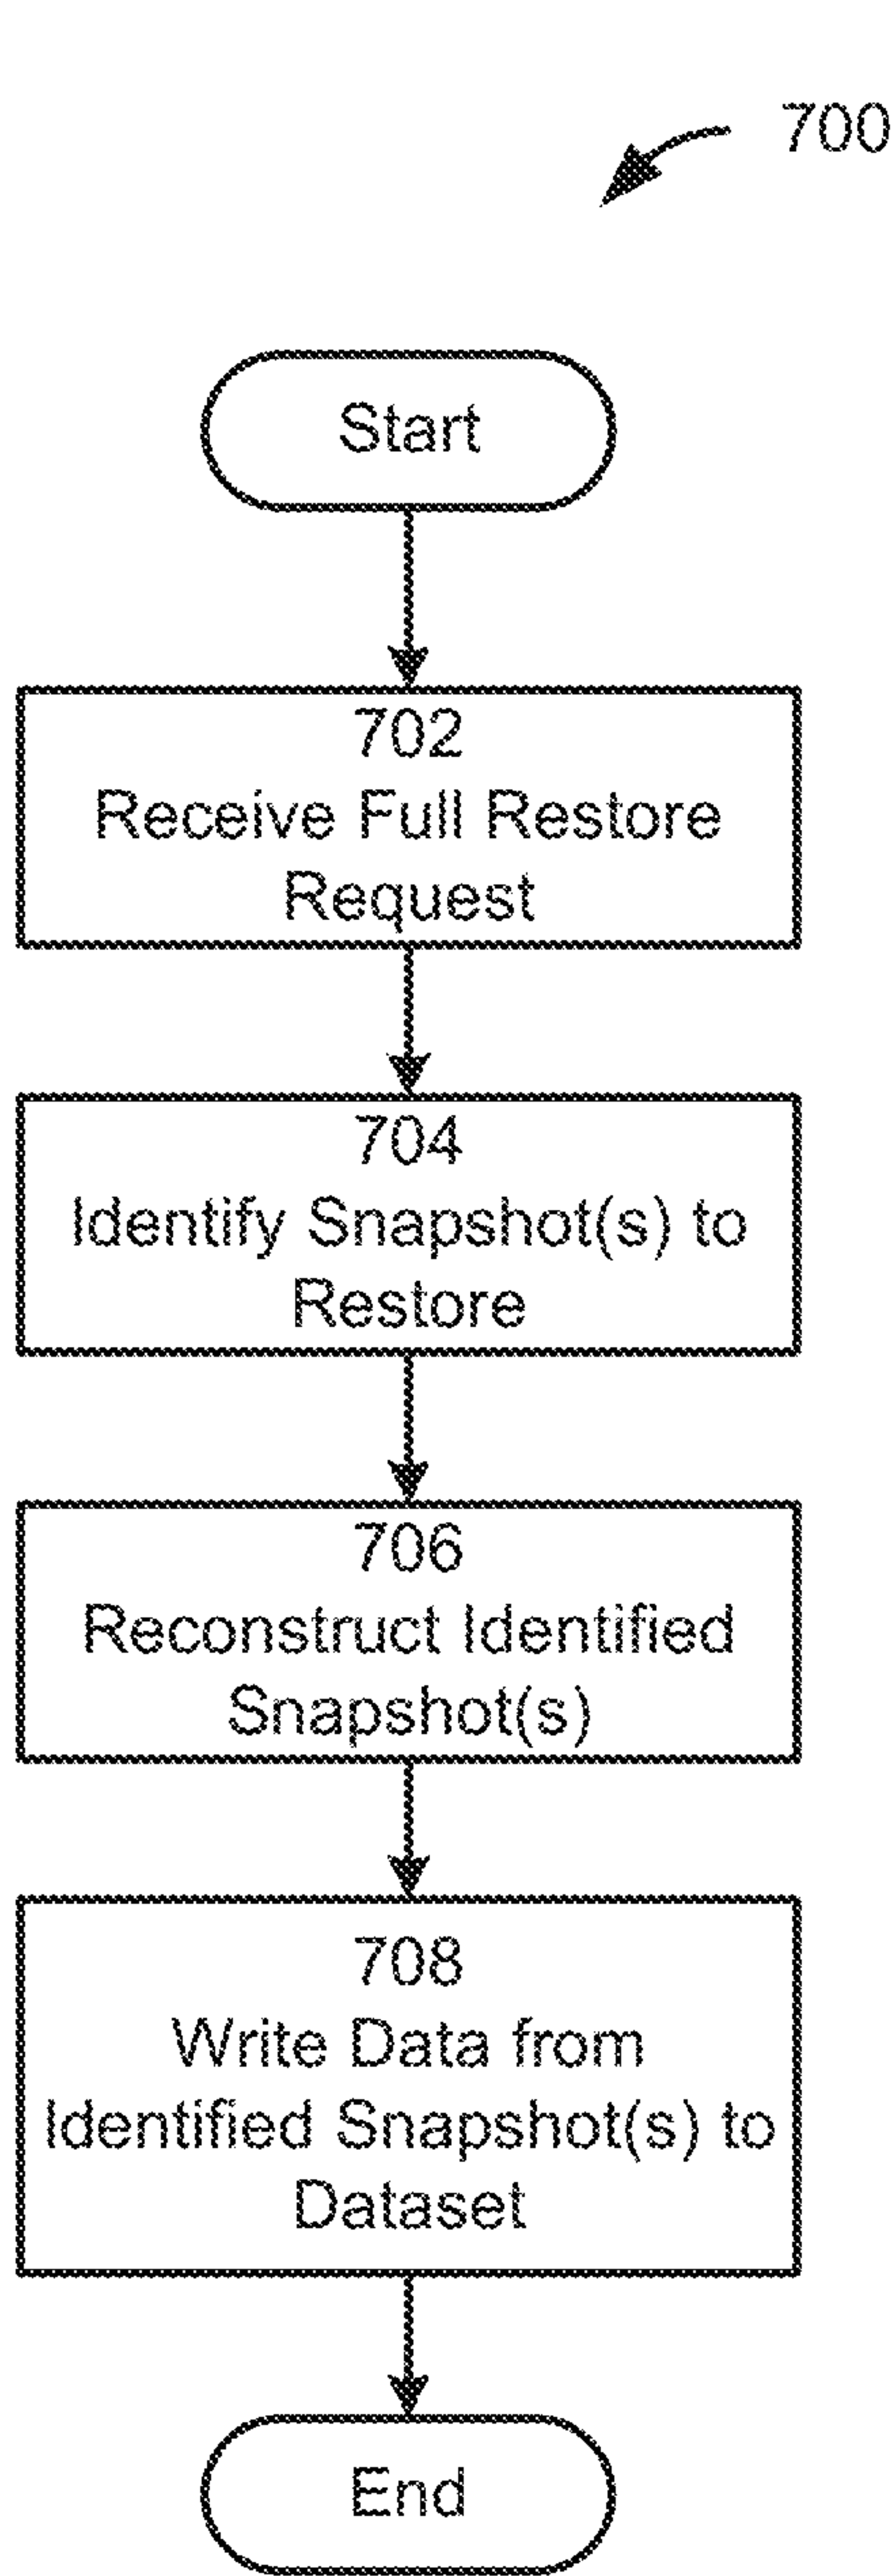 700
Start
702
Receive Full Restore
Request
704
Identify Snapshot(s) to
Restore
706
Reconstruct Identified
Snapshot(s)
708
Write Data from
Identified Snapshot(s) to
Dataset
End